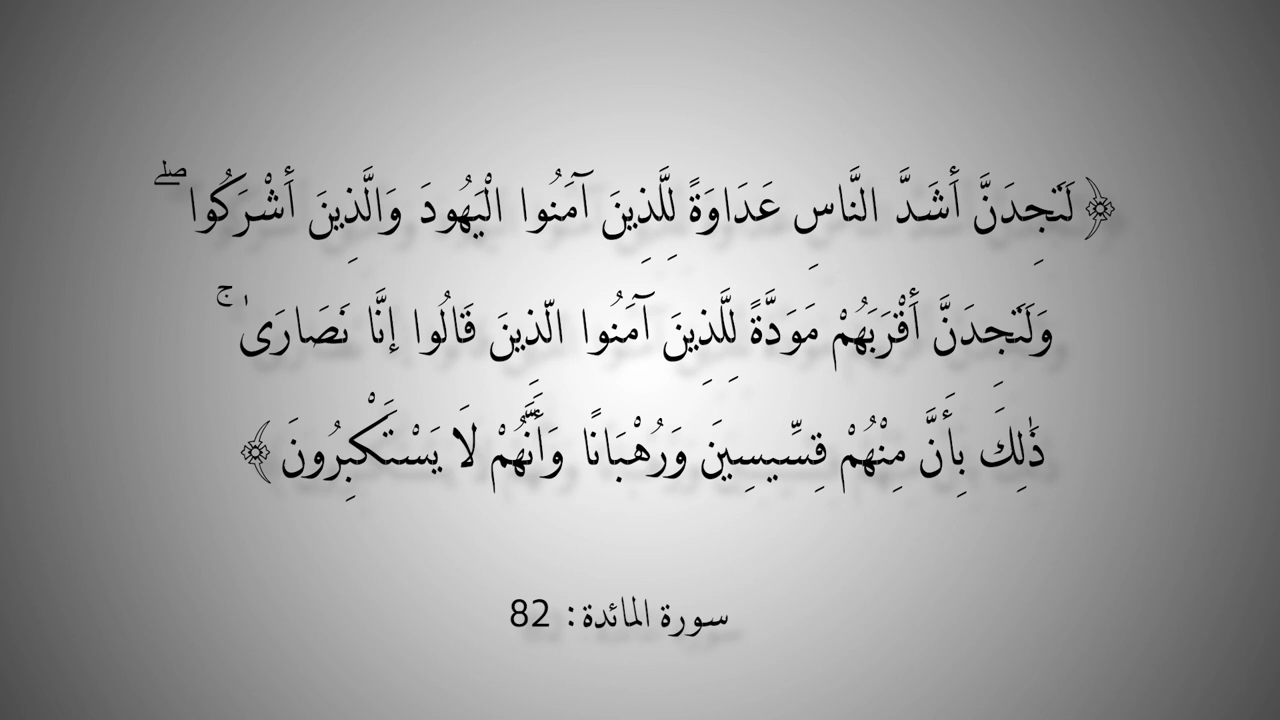 ﴿لَتَجِدَنَّ أَشَدَّ النَّاسِ عَدَاوَةً لِلَّذِينَ آمَنُوا الْيَهُودَ وَالَّذِينَ أَشْرَكُوا ۖ
وَلَتَجِدَنَّ أَقْرَبَهُمْ مَوَدَّةً لِلَّذِينَ آمَنُوا الَّذِينَ قَالُوا إِنَّا نَصَارَىٰ ۚ
ذَٰلِكَ بِأَنَّ مِنْهُمْ قِسِّيسِينَ وَرُهْبَانًا وَأَنَّهُمْ لَا يَسْتَكْبِرُونَ﴾
سورة المائدة: 82